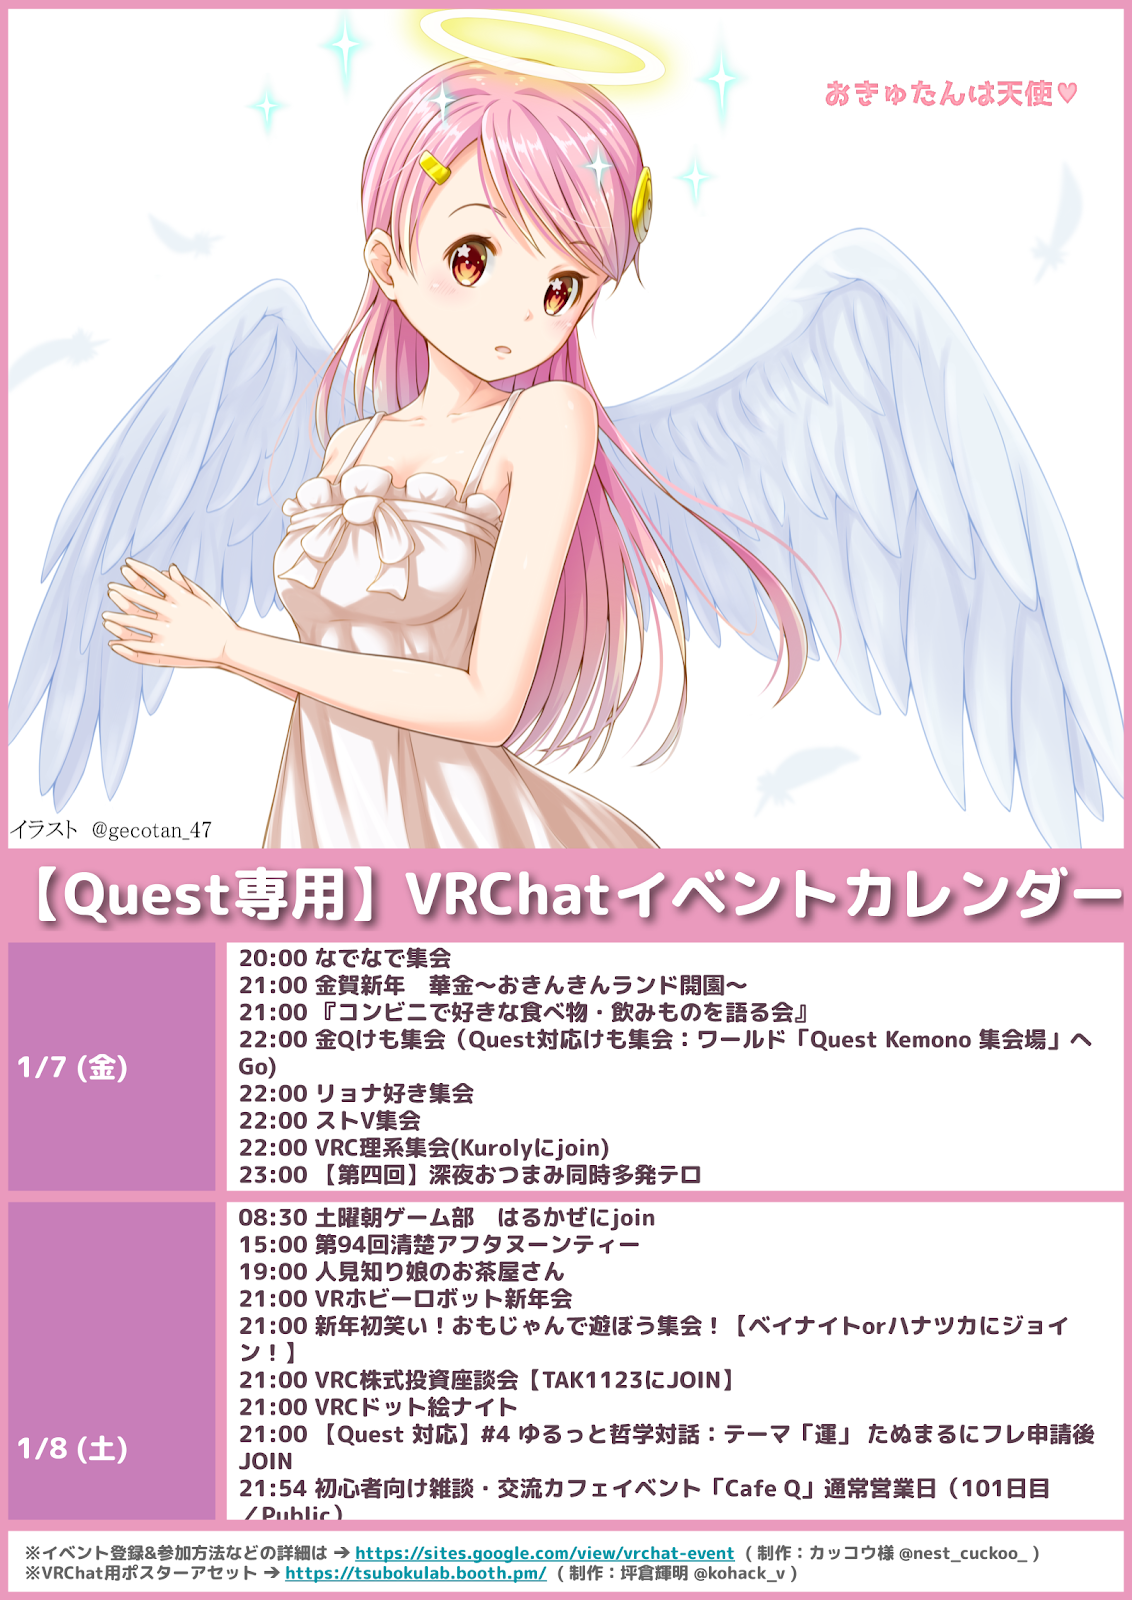 おきゅたんは天使♥
イラスト @gecotan_47
【Quest専用】VRChatイベントカレンダー
1/7 (金)
20:00 なでなで集会
21:00 金賀新年　華金～おきんきんランド開園～
21:00 『コンビニで好きな食べ物・飲みものを語る会』
22:00 金Qけも集会（Quest対応けも集会：ワールド「Quest Kemono 集会場」へ
Go)
22:00 リョナ好き集会
22:00 ストV集会
22:00 VRC理系集会(Kurolyにjoin)
23:00 【第四回】深夜おつまみ同時多発テロ
1/8 (土)
08:30 土曜朝ゲーム部　はるかぜにjoin
15:00 第94回清楚アフタヌーンティー
19:00 人見知り娘のお茶屋さん
21:00 VRホビーロボット新年会
21:00 新年初笑い！おもじゃんで遊ぼう集会！【ベイナイトorハナツカにジョイ
ン！】
21:00 VRC株式投資座談会【TAK1123にJOIN】
21:00 VRCドット絵ナイト
21:00 【Quest 対応】#4 ゆるっと哲学対話：テーマ「運」 たぬまるにフレ申請後
JOIN
21:54 初心者向け雑談・交流カフェイベント「Cafe Q」通常営業日（101日目
／Public）
※イベント登録&参加方法などの詳細は → https://sites.google.com/view/vrchat-event ( 制作：カッコウ様 @nest_cuckoo_ )
※VRChat用ポスターアセット → https://tsubokulab.booth.pm/ ( 制作：坪倉輝明 @kohack_v )